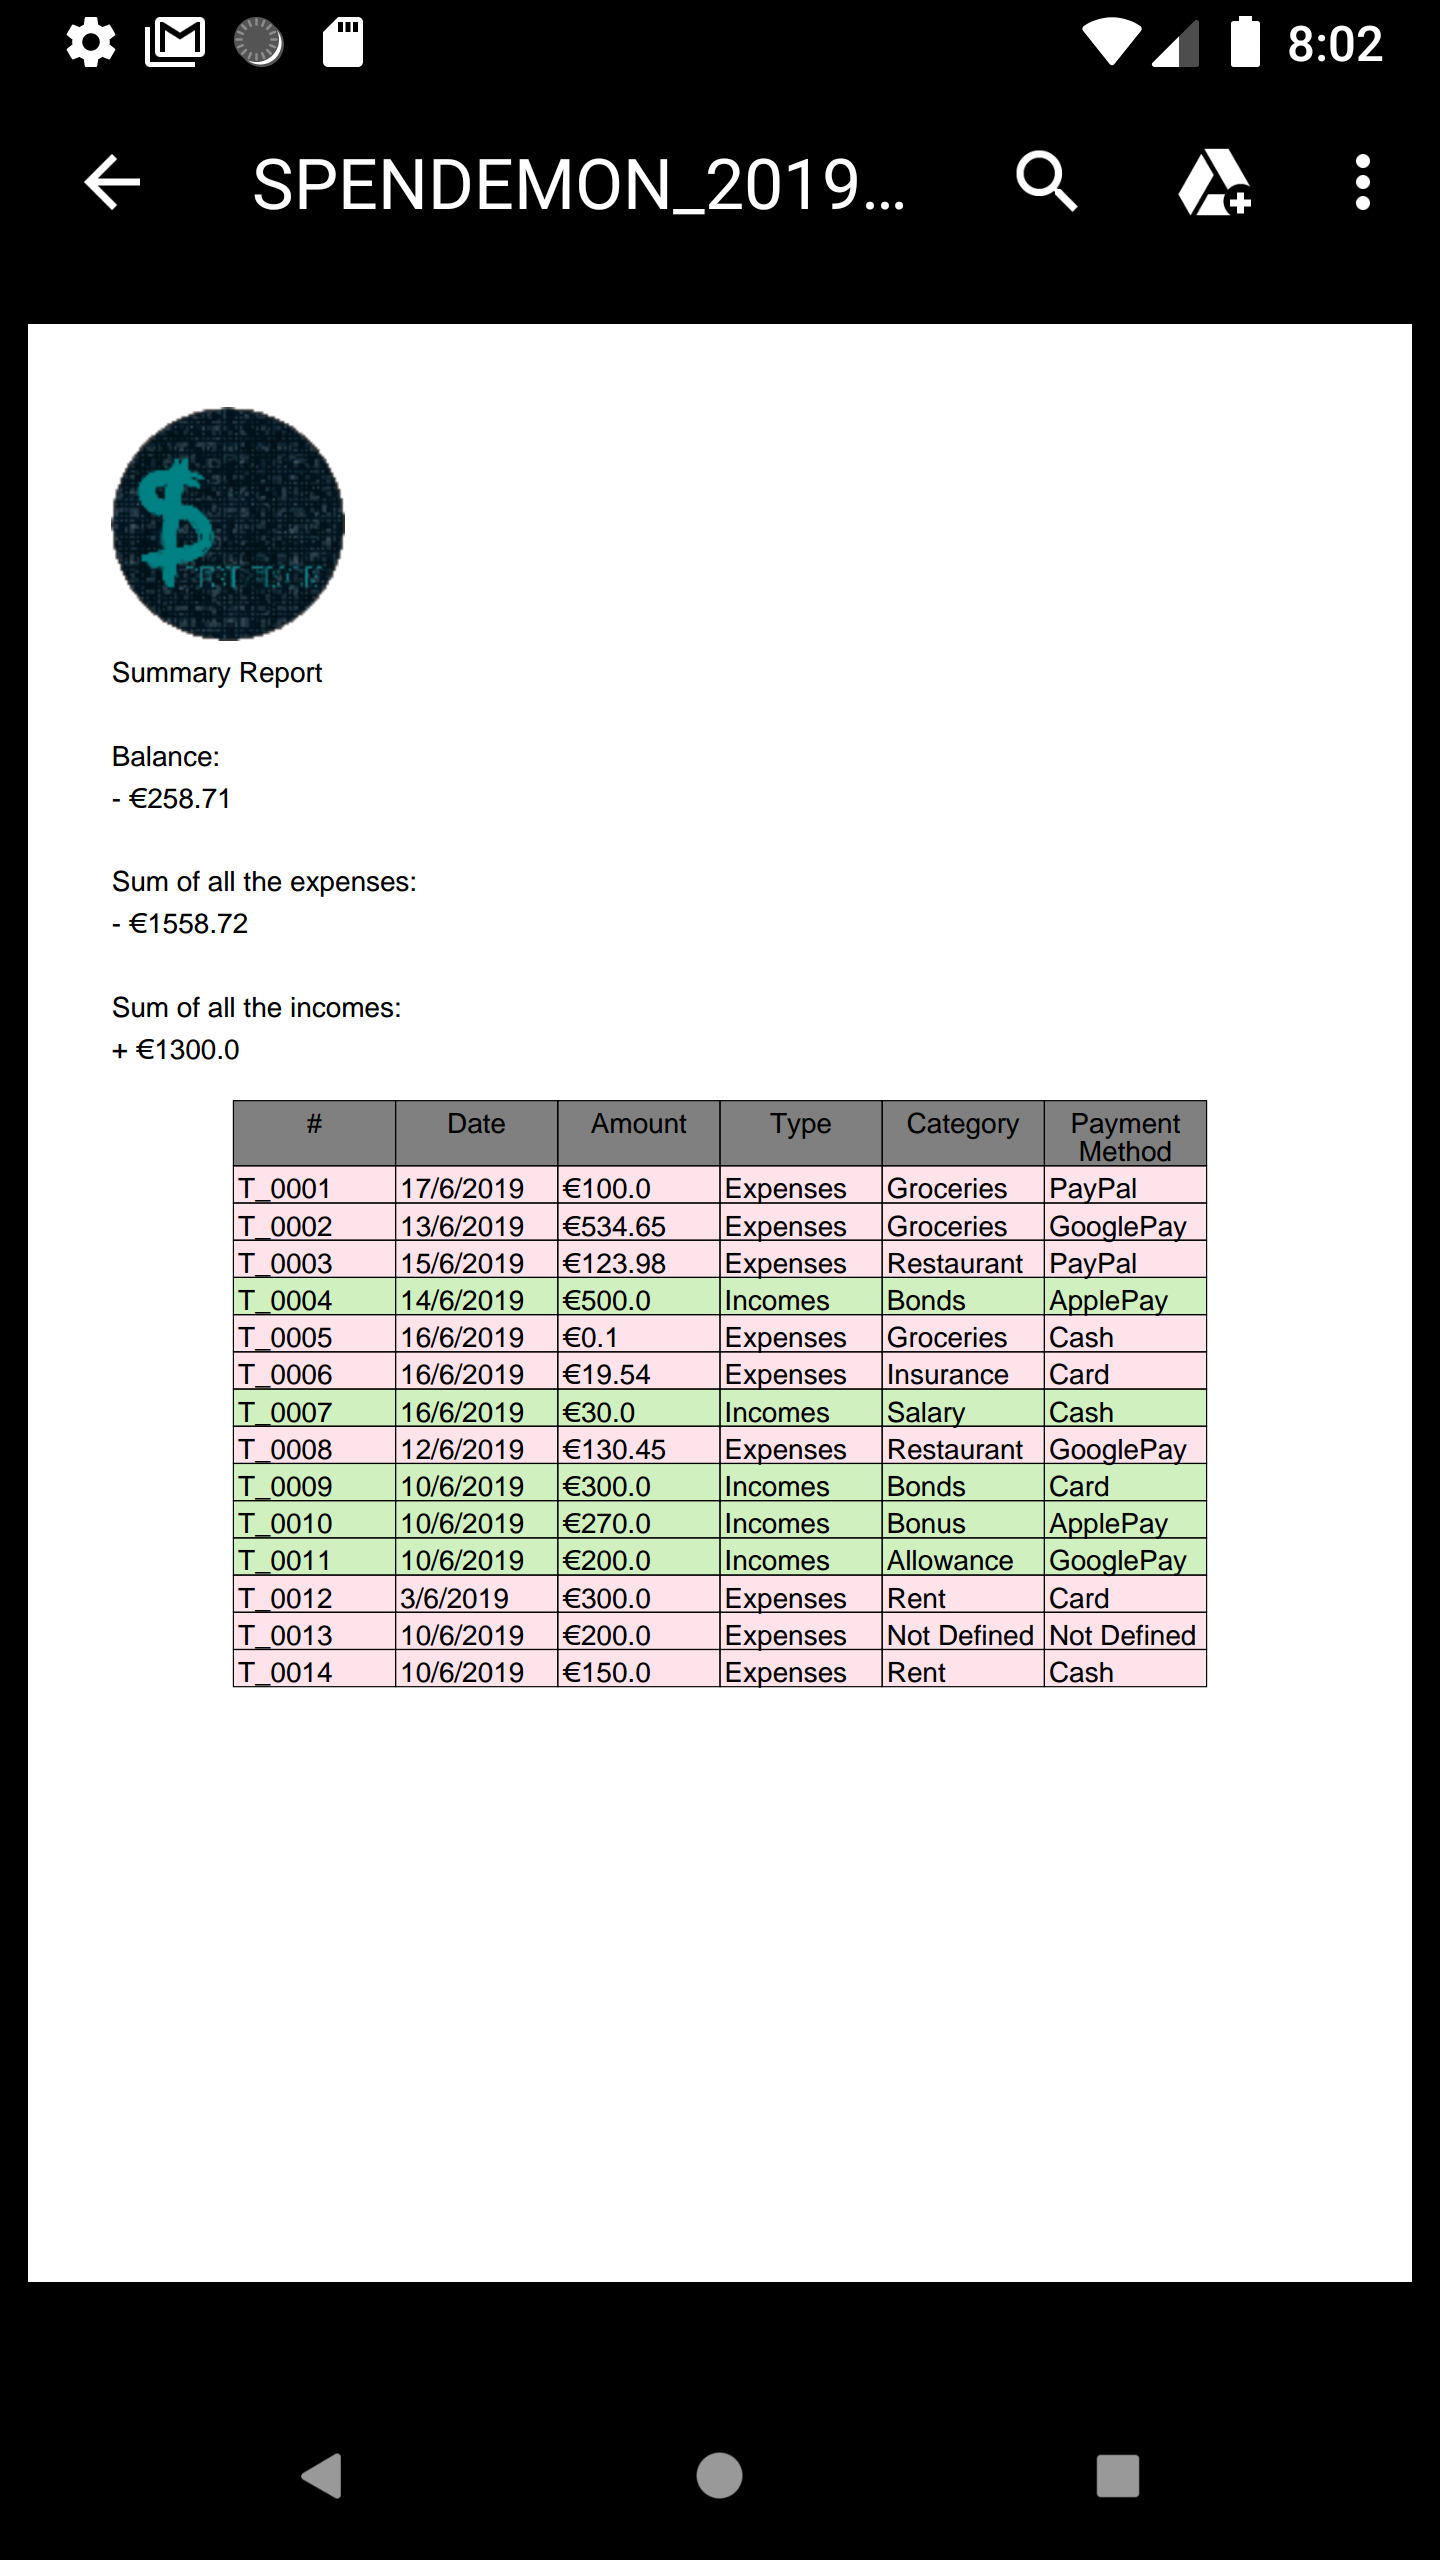 8:02
SPENDEMON_2019...
Summary Report
Balance:
- €258.71
Sum of all the expenses:
- €1558.72
Sum of all the incomes:
+ €1300.0
# Date Amount Type Category Payment Method
T_0001 17/6/2019 €100.0 Expenses Groceries PayPal
T_0002 13/6/2019 €534.65 Expenses Groceries GooglePay
T_0003 15/6/2019 €123.98 Expenses Restaurant PayPal
T_0004 14/6/2019 €500.0 Incomes Bonds ApplePay
T_0005 16/6/2019 €0.1 Expenses Groceries Cash
T_0006 16/6/2019 €19.54 Expenses Insurance Card
T_0007 16/6/2019 €30.0 Incomes Salary Cash
T_0008 12/6/2019 €130.45 Expenses Restaurant GooglePay
T_0009 10/6/2019 €300.0 Incomes Bonds Card
T_0010 10/6/2019 €270.0 Incomes Bonus ApplePay
T_0011 10/6/2019 €200.0 Incomes Allowance GooglePay
T_0012 3/6/2019 €300.0 Expenses Rent Card
T_0013 10/6/2019 €200.0 Expenses Not Defined Not Defined
T_0014 10/6/2019 €150.0 Expenses Rent Cash